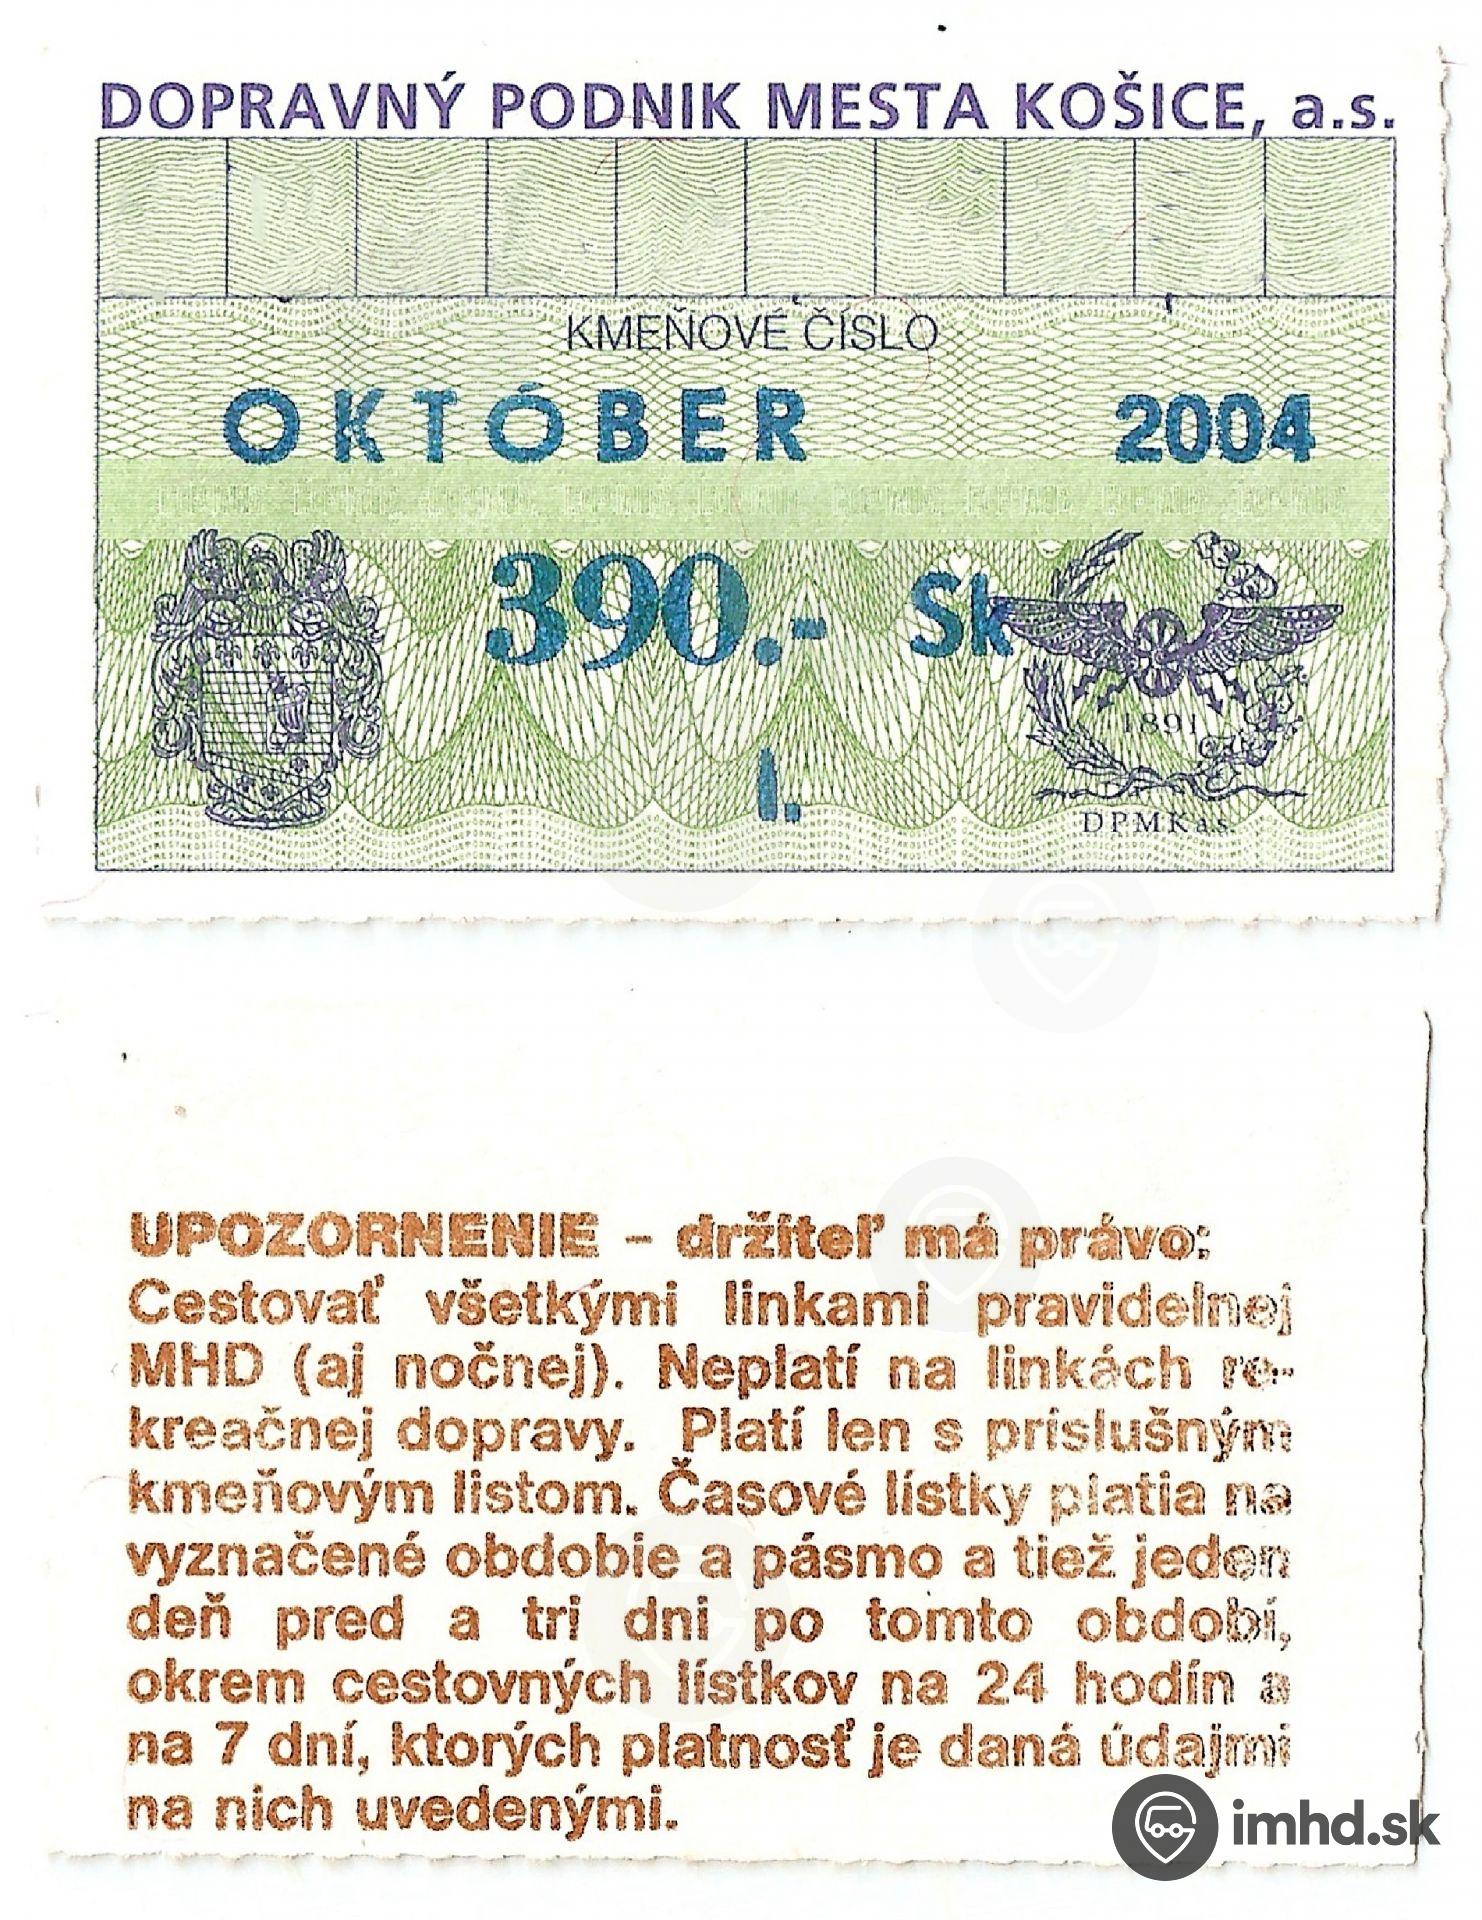 DOPRAVNÝ PODNIK MESTA KOŠICE, a.s.
KMEŇOVÉ ČÍSLO
OKTÓBER 2004
390.- Sk
1891
I.
DPMK a.s.
UPOZORNENIE – držiteľ má právo:
Cestovať všetkými linkami pravidelnej
MHD (aj nočnej). Neplatí na linkách re-
kreačnej dopravy. Platí len s príslušným
kmeňovým listom. Časové lístky platia na
vyznačené obdobie a pásmo a tiež jeden
deň pred a tri dni po tomto období,
okrem cestovných lístkov na 24 hodín a
na 7 dní, ktorých platnosť je daná údajmi
na nich uvedenými.
imhd.sk